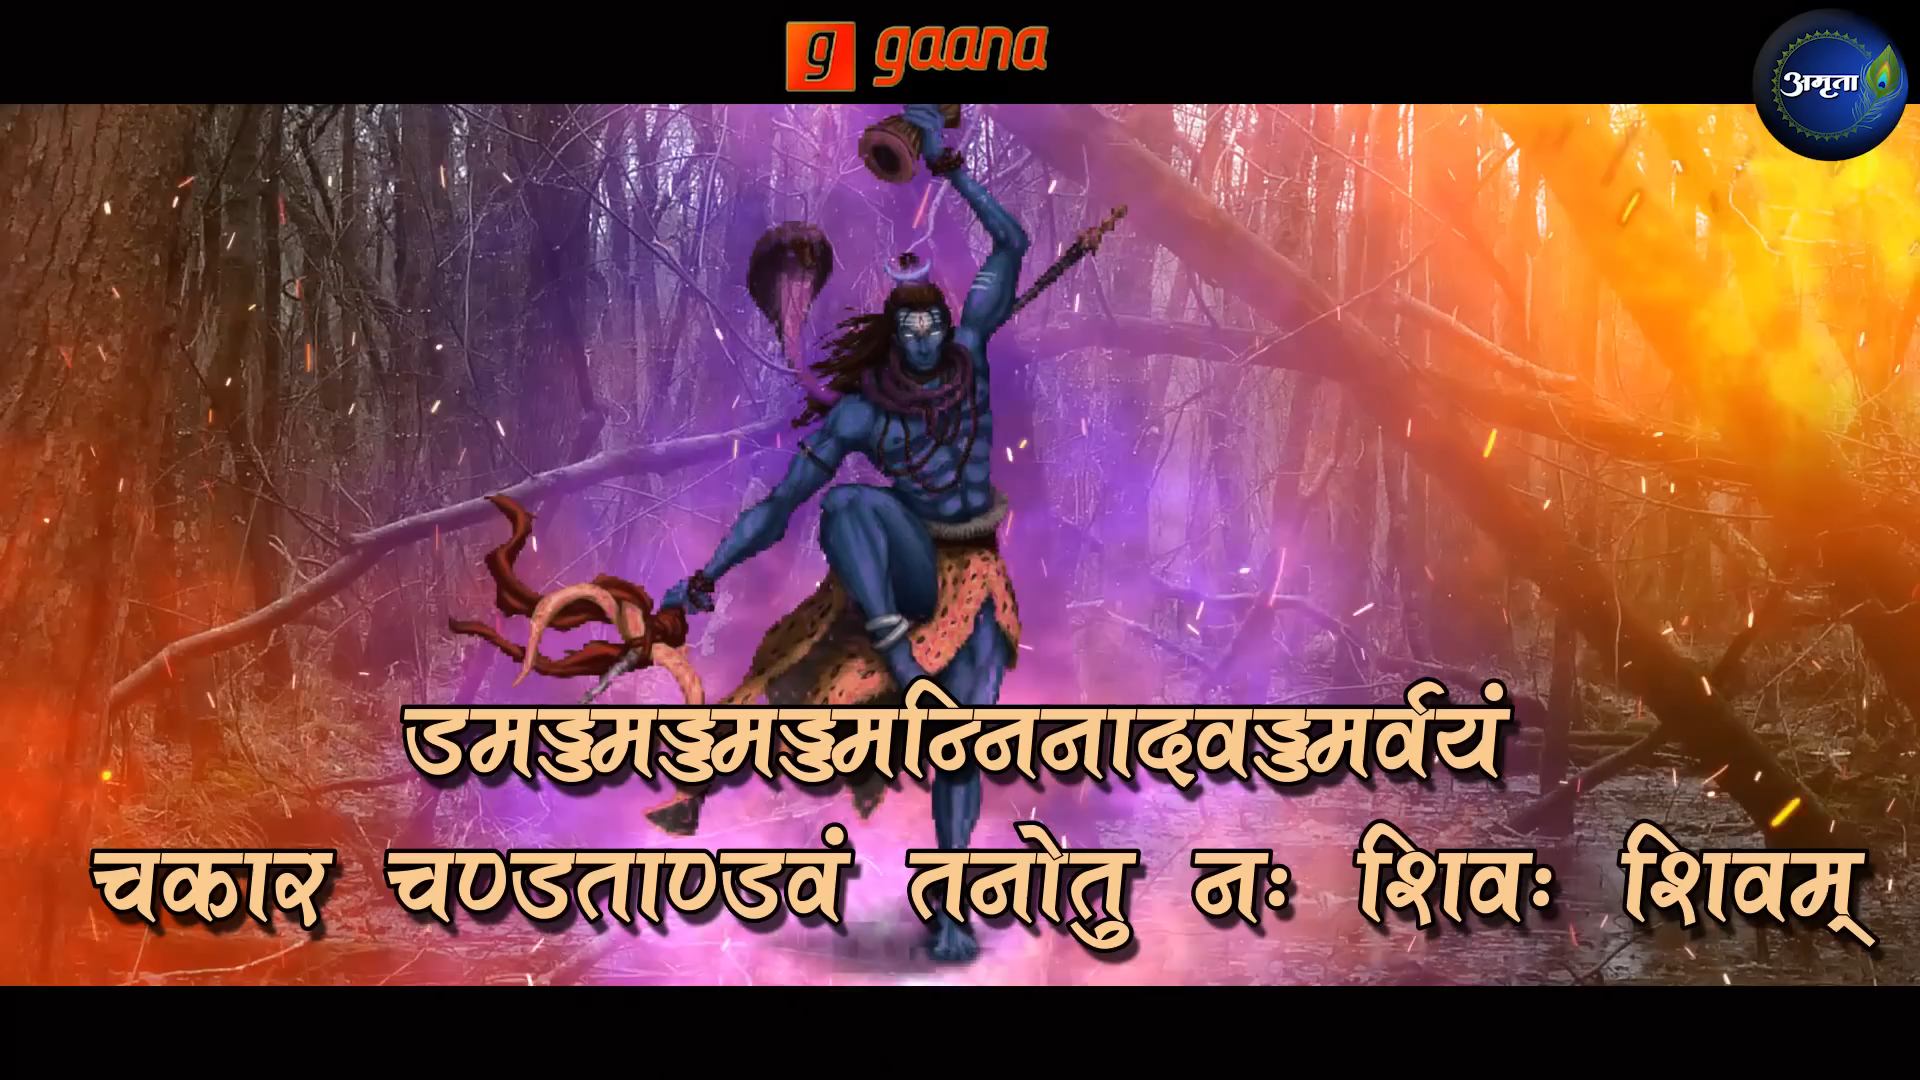 g gaana
अमृता
डमड्डमड्डमड्डमन्निनादवड्डमर्वयं
चकार चण्डताण्डवं तनोतु नः शिवः शिवम्